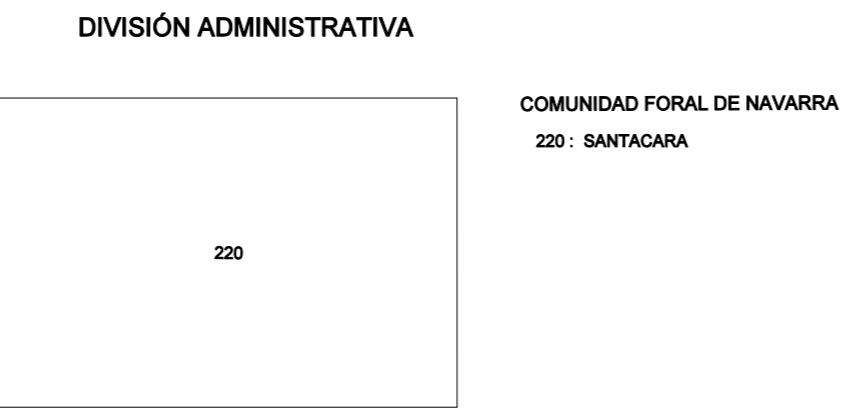 DIVISIÓN ADMINISTRATIVA
COMUNIDAD FORAL DE NAVARRA
220 : SANTACARA
220